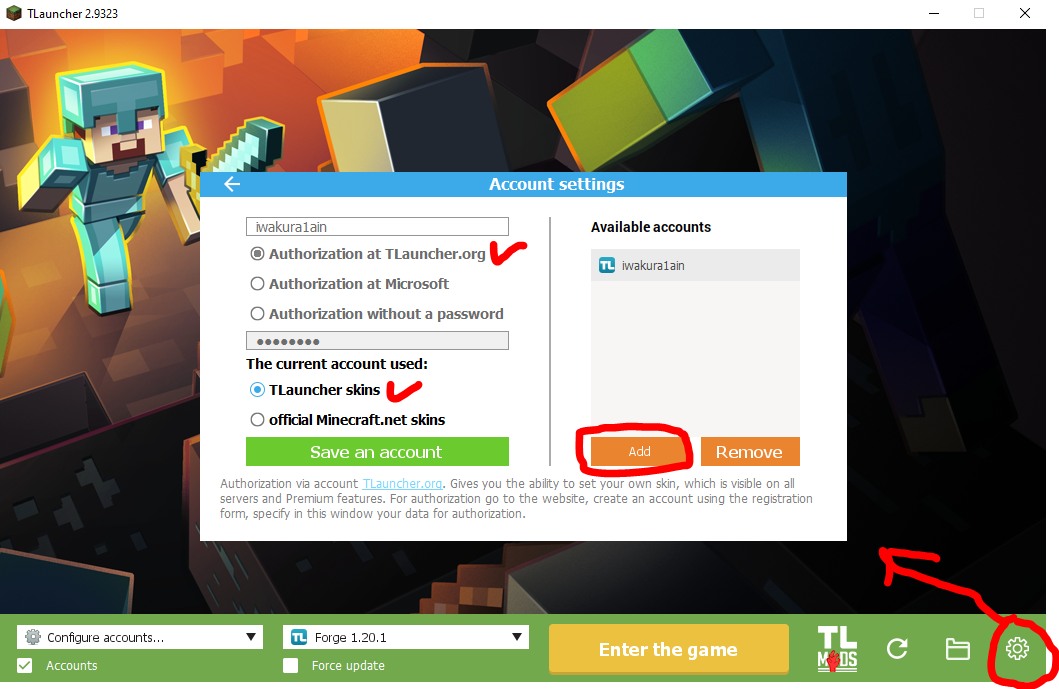 TLauncher 2.9323
Account settings
iwakura1ain
Authorization at TLauncher.org
Authorization at Microsoft
Authorization without a password
●●●●●●●●
The current account used:
TLauncher skins
official Minecraft.net skins
Save an account
Available accounts
TL iwakura1ain
Add
Remove
Authorization via account TLauncher.org. Gives you the ability to set your own skin, which is visible on all
servers and Premium features. For authorization go to the website, create an account using the registration
form, specify in this window your data for authorization.
Configure accounts...
Accounts
TL Forge 1.20.1
Force update
Enter the game
TL
MODS